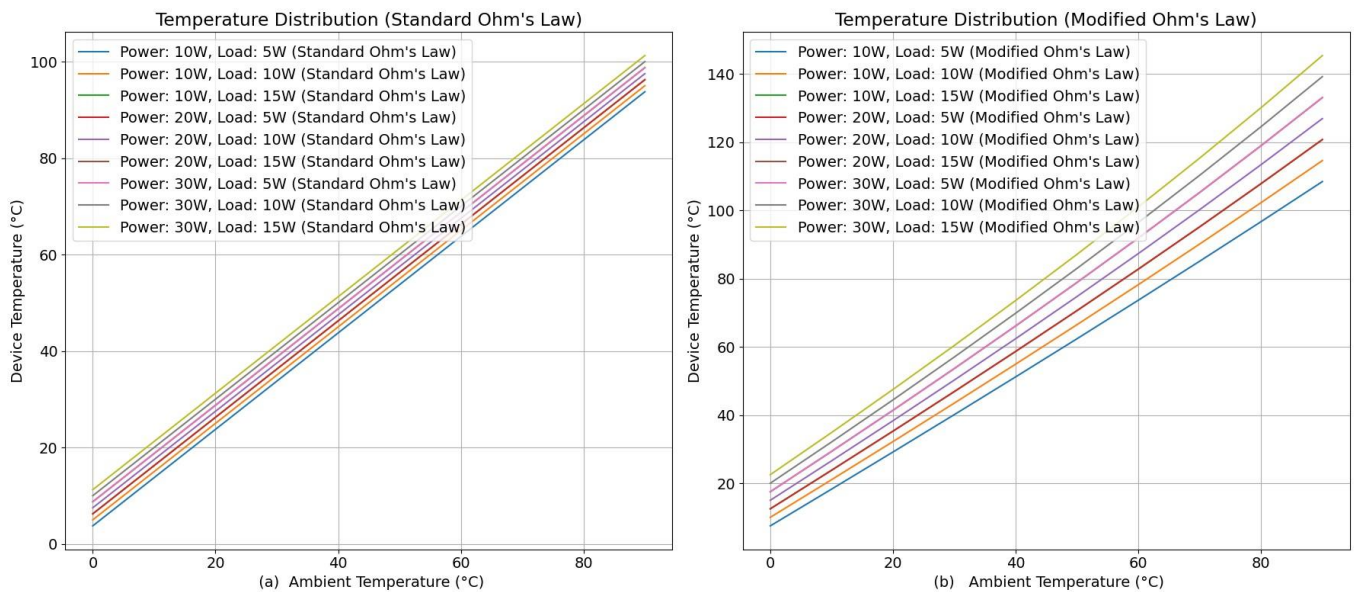 Temperature Distribution (Standard Ohm's Law)
Device Temperature (°C)
100
80
60
40
20
0
Power: 10W, Load: 5W (Standard Ohm's Law)
Power: 10W, Load: 10W (Standard Ohm's Law)
Power: 10W, Load: 15W (Standard Ohm's Law)
Power: 20W, Load: 5W (Standard Ohm's Law)
Power: 20W, Load: 10W (Standard Ohm's Law)
Power: 20W, Load: 15W (Standard Ohm's Law)
Power: 30W, Load: 5W (Standard Ohm's Law)
Power: 30W, Load: 10W (Standard Ohm's Law)
Power: 30W, Load: 15W (Standard Ohm's Law)
0 20 40 60 80
(a) Ambient Temperature (°C)
Temperature Distribution (Modified Ohm's Law)
Device Temperature (°C)
140
120
100
80
60
40
20
Power: 10W, Load: 5W (Modified Ohm's Law)
Power: 10W, Load: 10W (Modified Ohm's Law)
Power: 10W, Load: 15W (Modified Ohm's Law)
Power: 20W, Load: 5W (Modified Ohm's Law)
Power: 20W, Load: 10W (Modified Ohm's Law)
Power: 20W, Load: 15W (Modified Ohm's Law)
Power: 30W, Load: 5W (Modified Ohm's Law)
Power: 30W, Load: 10W (Modified Ohm's Law)
Power: 30W, Load: 15W (Modified Ohm's Law)
0 20 40 60 80
(b) Ambient Temperature (°C)